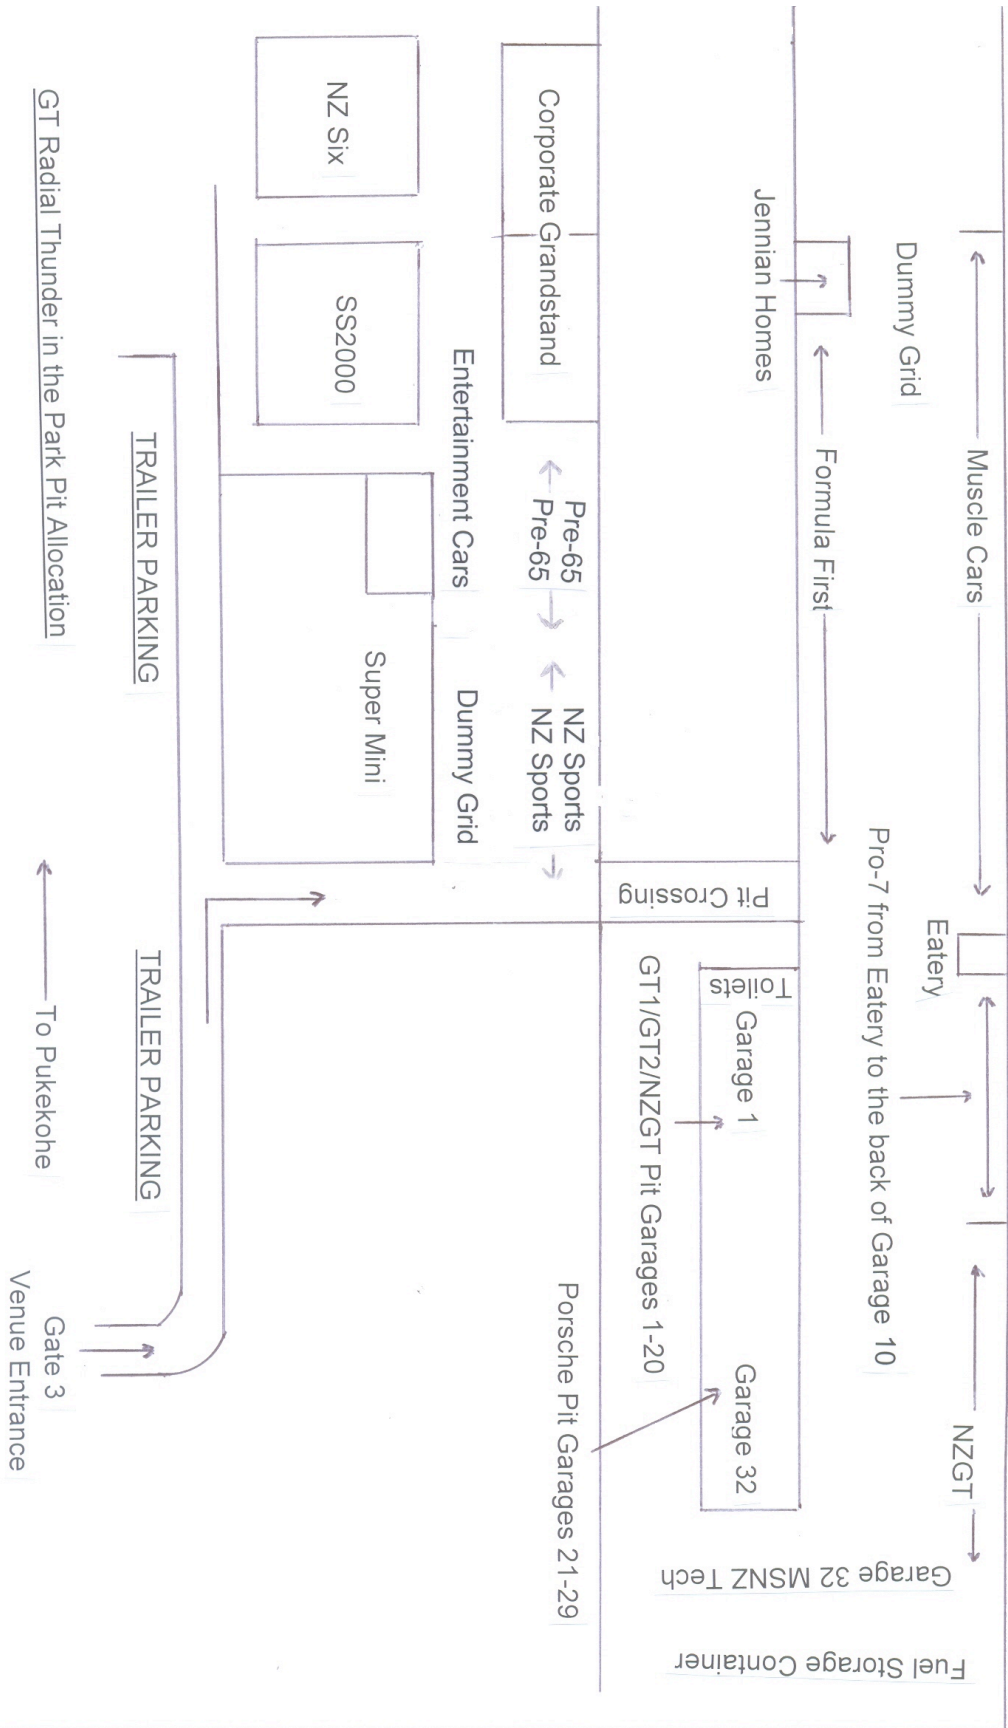 Muscle Cars
NZGT
Dummy Grid
Eatery
Pro-7 from Eatery to the back of Garage 10
Formula First
Jennian Homes
Pit Crossing
Toilets
Garage 1
Garage 32
Garage 32 MSNZ Tech
Fuel Storage Container
GT1/GT2/NZGT Pit Garages 1-20
Porsche Pit Garages 21-29
Corporate Grandstand
Pre-65
Pre-65
NZ Sports
NZ Sports
Entertainment Cars
Dummy Grid
NZ Six
SS2000
Super Mini
TRAILER PARKING
TRAILER PARKING
GT Radial Thunder in the Park Pit Allocation
To Pukekohe
Gate 3
Venue Entrance